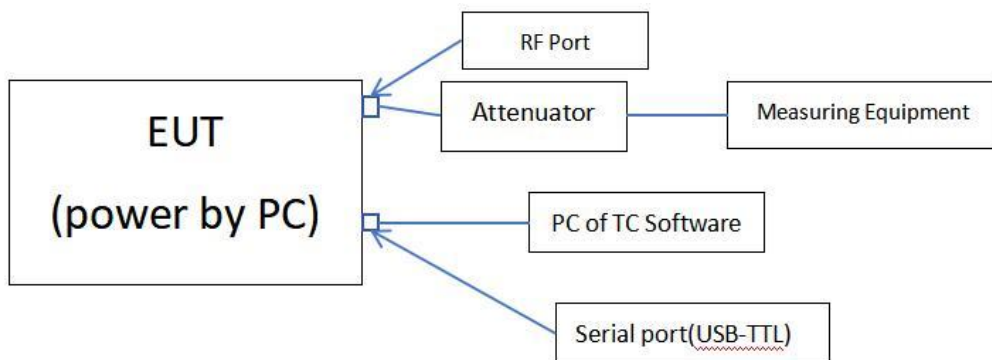 RF Port
EUT
(power by PC)
Attenuator
Measuring Equipment
PC of TC Software
Serial port(USB-TTL)